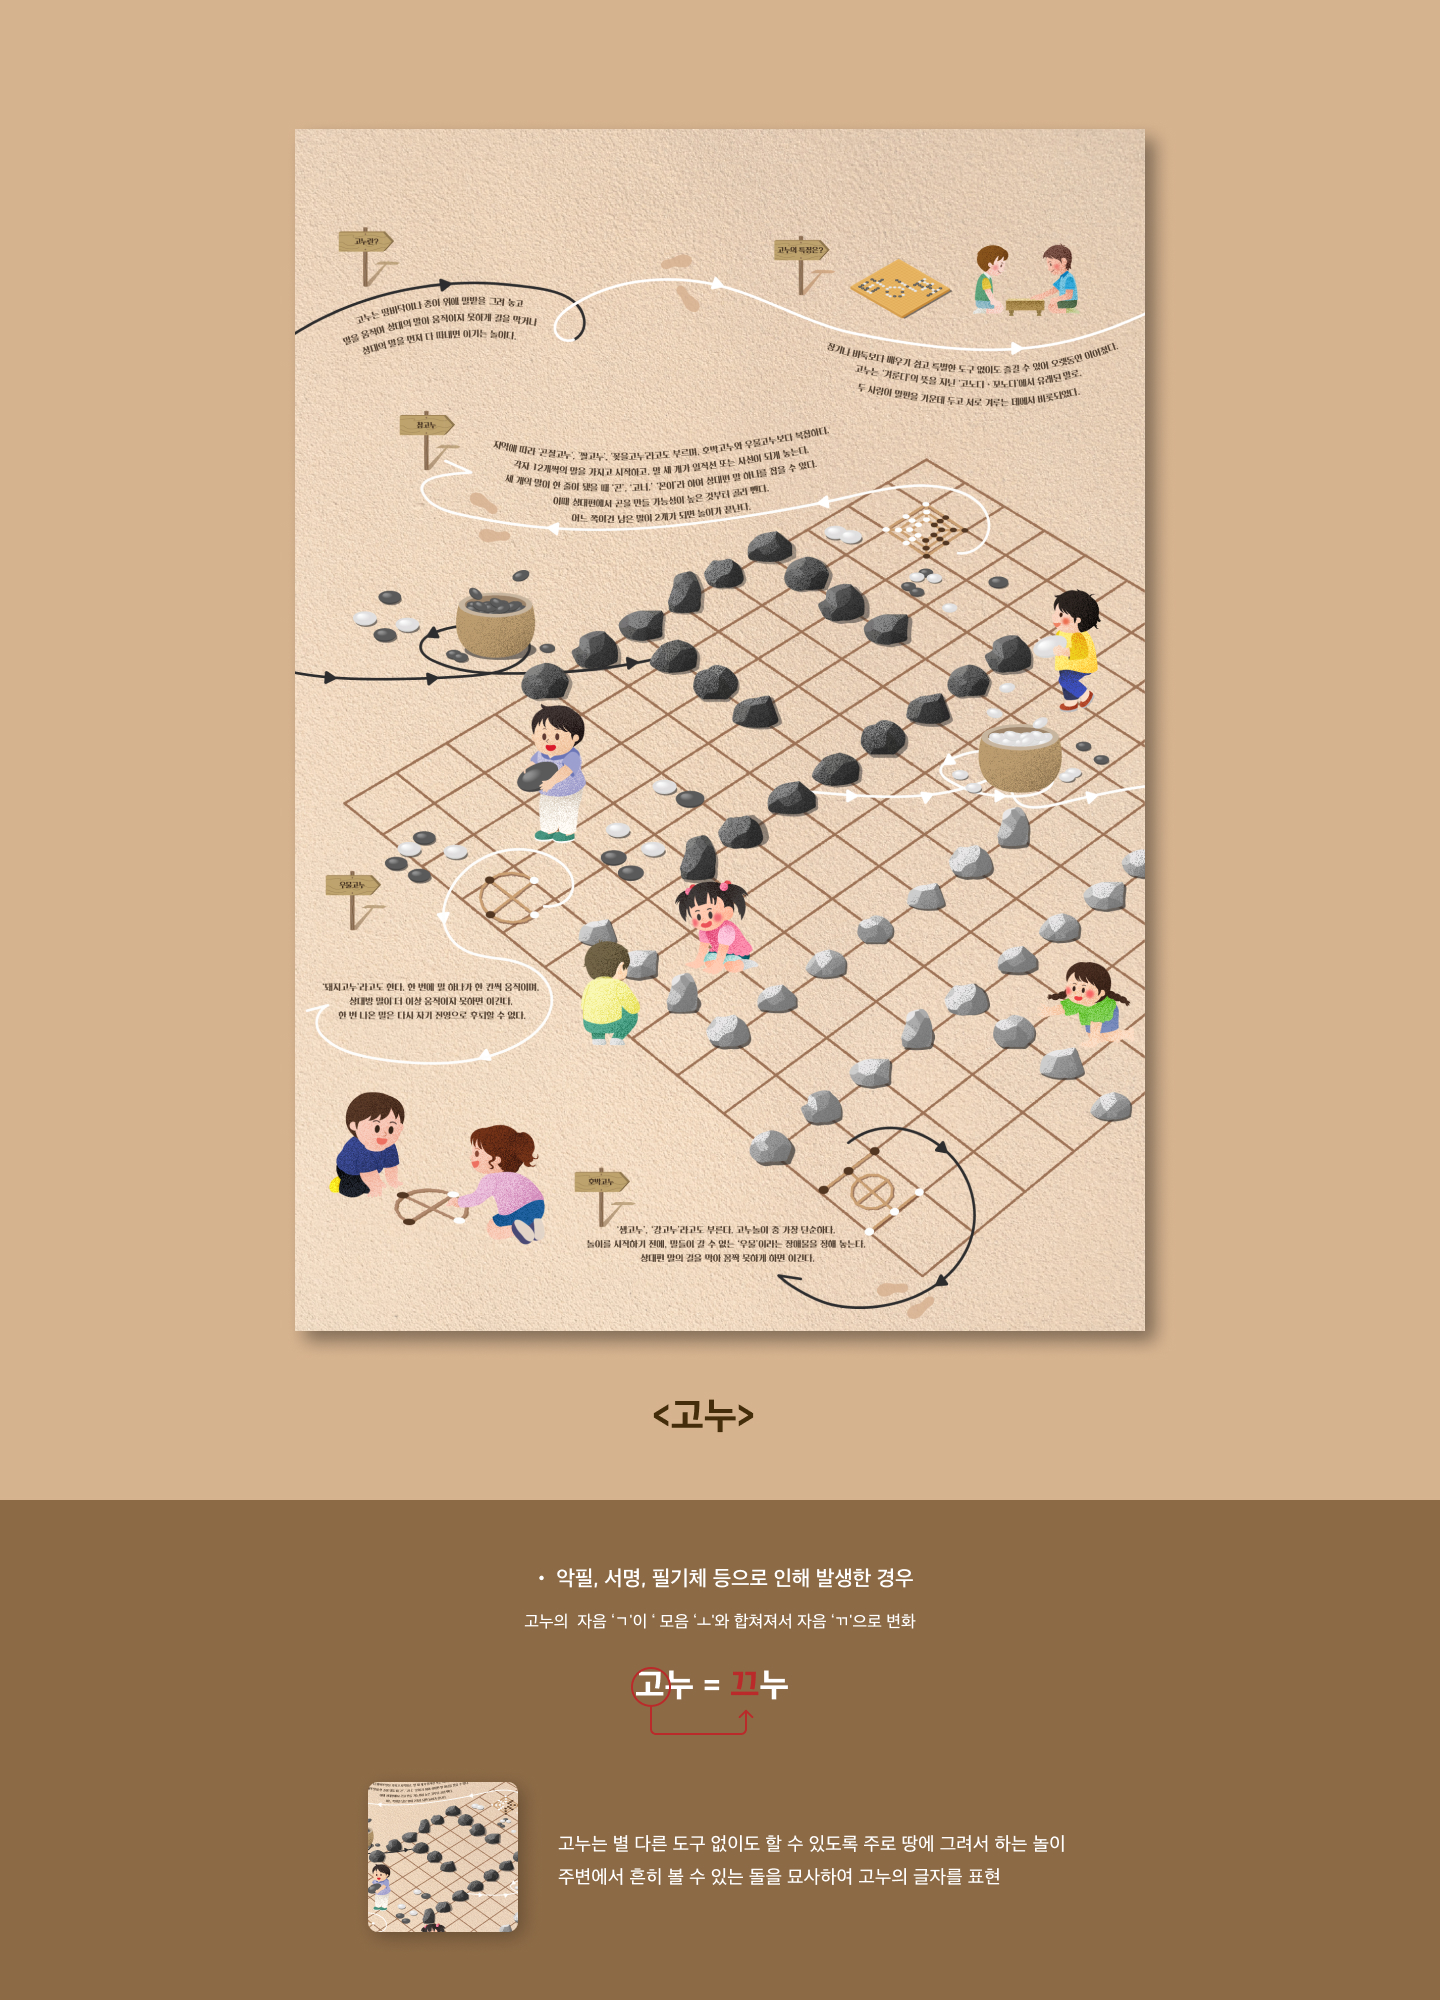 고누란?
고누는 땅바닥이나 종이 위에 말밭을 그려 놓고
말을 움직여 상대의 말이 움직이지 못하게 길을 막거나
상대의 말을 먼저 다 따내면 이기는 놀이다.
고누의 특징은?
장기나 바둑보다 배우기 쉽고 특별한 도구 없이도 즐길 수 있어 오랫동안 이어졌다.
고누는 '겨룬다'의 뜻을 지닌 '고노다·꼬노다'에서 유래된 말로,
두 사람이 말판을 가운데 두고 서로 겨루는 데에서 비롯되었다.
참고누
지역에 따라 '곤질고누', '짤고누', '꽂을고누'라고도 부르며, 호박고누와 우물고누보다 복잡하다.
각자 12개씩의 말을 가지고 시작하고, 말 세 개가 일직선 또는 사선이 되게 놓는다.
세 개의 말이 한 줄이 됐을 때 '곤', '고니,' '꼰이'라 하여 상대편 말 하나를 잡을 수 있다.
이때 상대편에서 곤을 만들 가능성이 높은 것부터 골라 뺀다.
어느 쪽이건 남은 말이 2개가 되면 놀이가 끝난다.
우물고누
'돼지고누'라고도 한다. 한 번에 말 하나가 한 칸씩 움직이며,
상대방 말이 더 이상 움직이지 못하면 이긴다.
한 번 나온 말은 다시 자기 진영으로 후퇴할 수 없다.
호박고누
'샘고누', '강고누'라고도 부른다. 고누놀이 중 가장 단순하다.
놀이를 시작하기 전에, 말들이 갈 수 없는 '우물'이라는 장애물을 정해 놓는다.
상대편 말의 길을 막아 꼼짝 못하게 하면 이긴다.
<고누>
• 악필, 서명, 필기체 등으로 인해 발생한 경우
고누의 자음 'ㄱ'이 ' 모음 'ㅗ'와 합쳐져서 자음 'ㄲ'으로 변화
고누 = 끄누
고누는 별 다른 도구 없이도 할 수 있도록 주로 땅에 그려서 하는 놀이
주변에서 흔히 볼 수 있는 돌을 묘사하여 고누의 글자를 표현